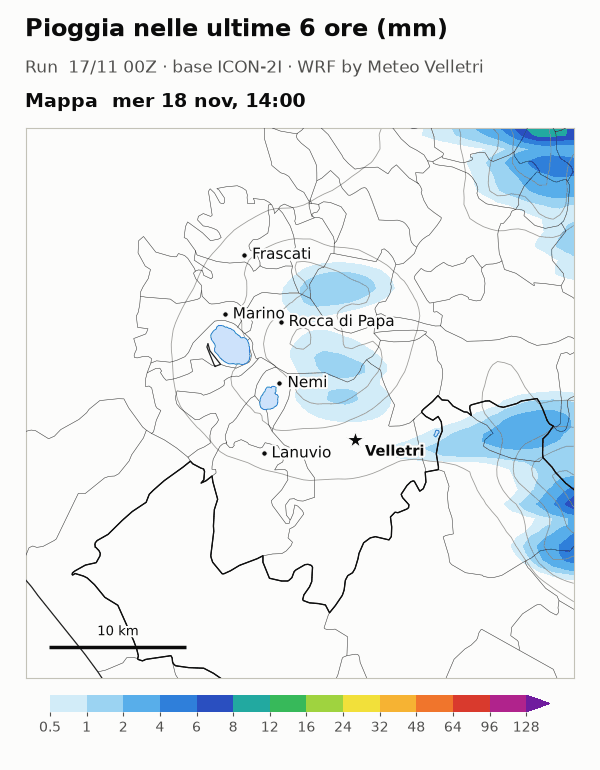 Pioggia nelle ultime 6 ore (mm)
Run 17/11 00Z · base ICON-2I · WRF by Meteo Velletri
Mappa mer 18 nov, 14:00
Frascati
Marino
Rocca di Papa
Nemi
Velletri
Lanuvio
10 km
0.5 1 2 4 6 8 12 16 24 32 48 64 96 128